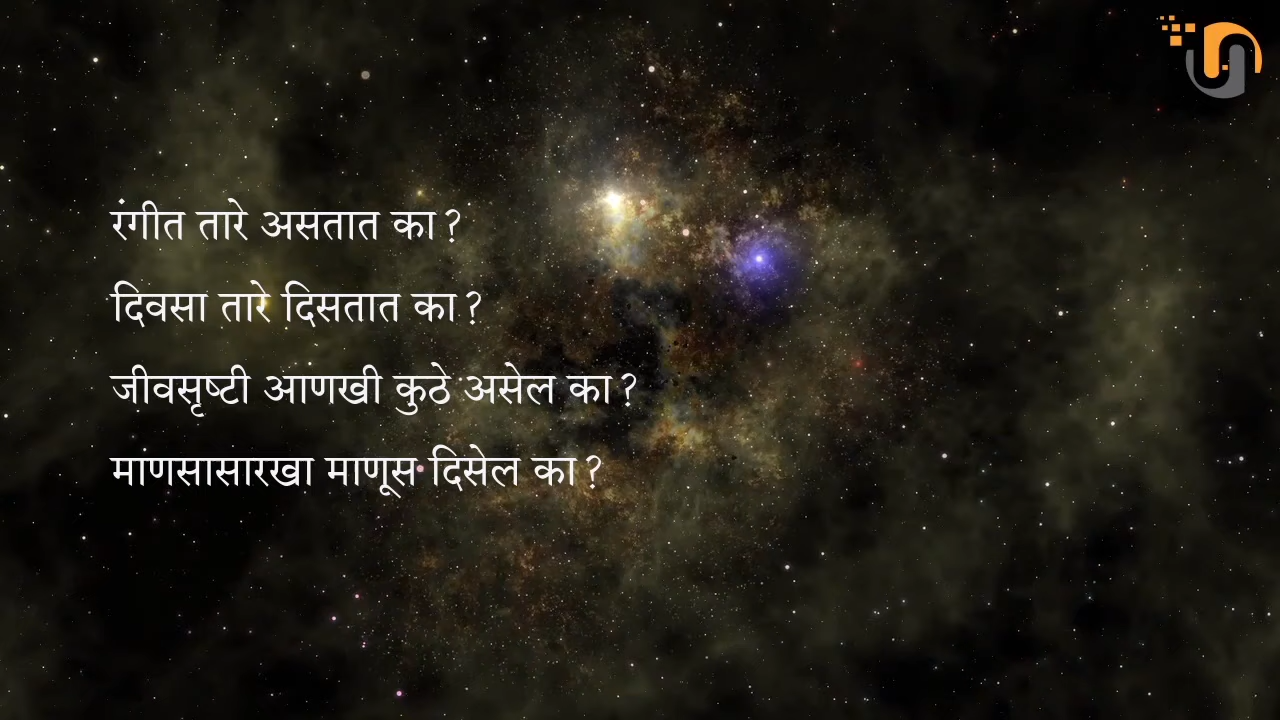 रंगीत तारे असतात का?
दिवसा तारे दिसतात का?
जीवसृष्टी आणखी कुठे असेल का?
माणसासारखा माणूस दिसेल का?